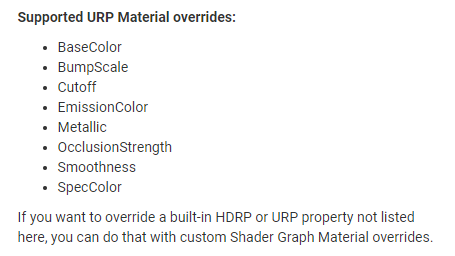 Supported URP Material overrides:
• BaseColor
• BumpScale
• Cutoff
• EmissionColor
• Metallic
• OcclusionStrength
• Smoothness
• SpecColor
If you want to override a built-in HDRP or URP property not listed
here, you can do that with custom Shader Graph Material overrides.